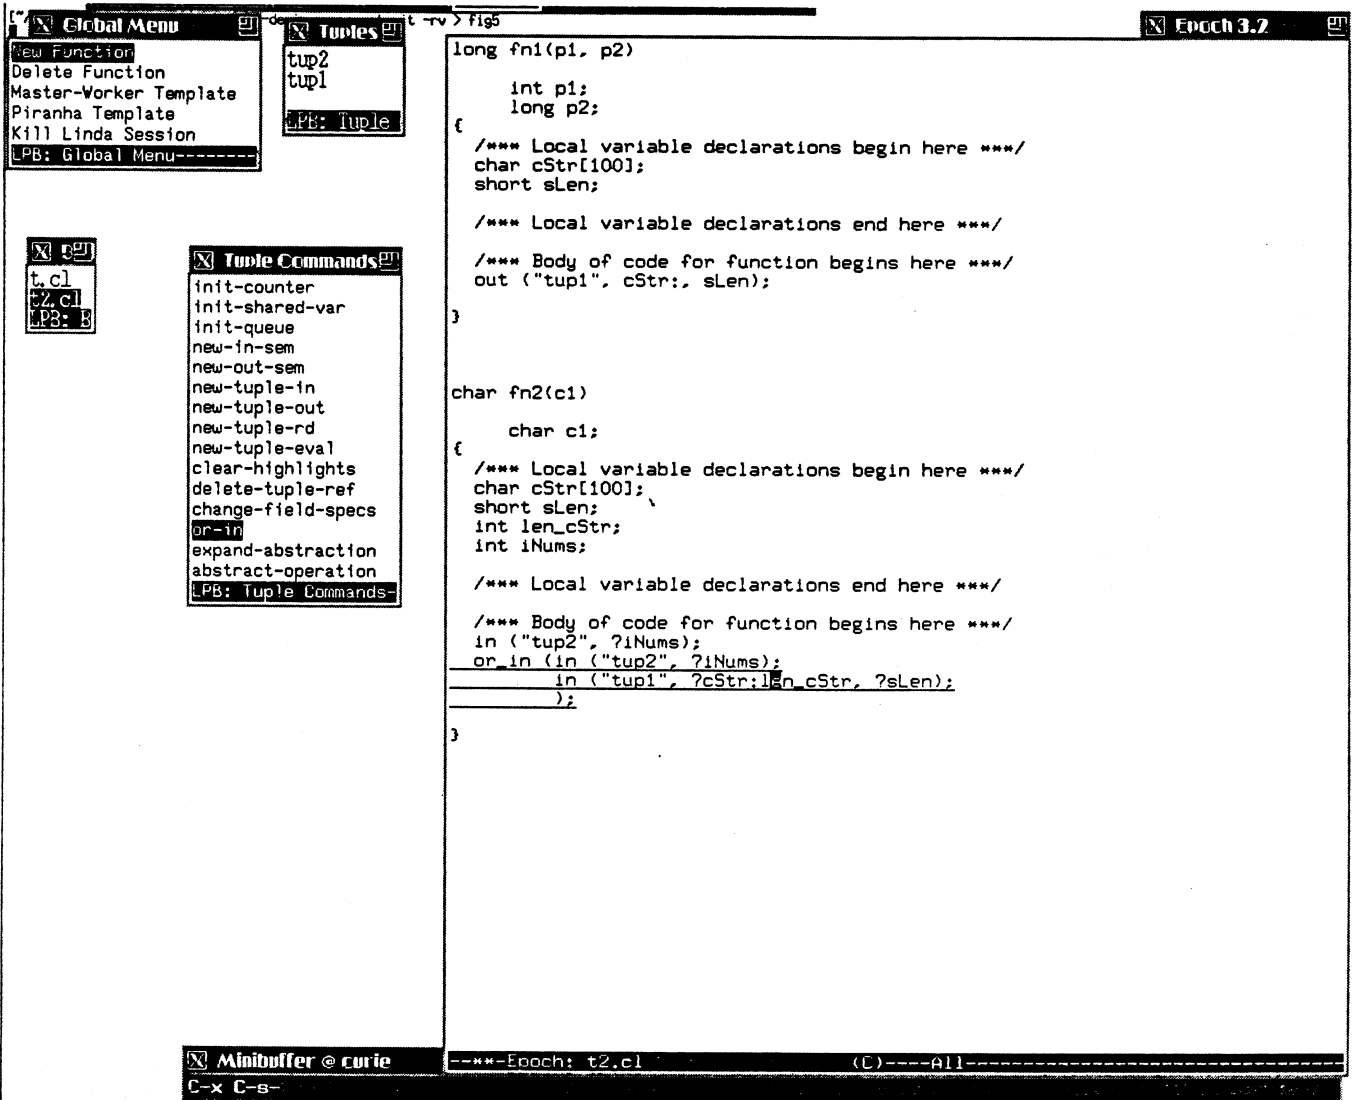 t -rv > fig5
Global Menu
New Function
Delete Function
Master-Worker Template
Piranha Template
Kill Linda Session
LPB: Global Menu--------
Tuples
tup2
tup1
LPB: Tuple
t.cl
t2.cl
LPB: B
Tuple Commands
init-counter
init-shared-var
init-queue
new-in-sem
new-out-sem
new-tuple-in
new-tuple-out
new-tuple-rd
new-tuple-eval
clear-highlights
delete-tuple-ref
change-field-specs
or-in
expand-abstraction
abstract-operation
LPB: Tuple Commands-
Epoch 3.2
long fn1(p1, p2)
int p1;
long p2;
{
/*** Local variable declarations begin here ***/
char cStr[100];
short sLen;
/*** Local variable declarations end here ***/
/*** Body of code for function begins here ***/
out ("tup1", cStr:, sLen);
}
char fn2(c1)
char c1;
{
/*** Local variable declarations begin here ***/
char cStr[100];
short sLen;
int len_cStr;
int iNums;
/*** Local variable declarations end here ***/
/*** Body of code for function begins here ***/
in ("tup2", ?iNums);
or_in (in ("tup2", ?iNums);
in ("tup1", ?cStr:len_cStr, ?sLen);
);
}
--**-Epoch: t2.cl (C)----All------------------------------------
Minibuffer @ curie
C-x C-s-